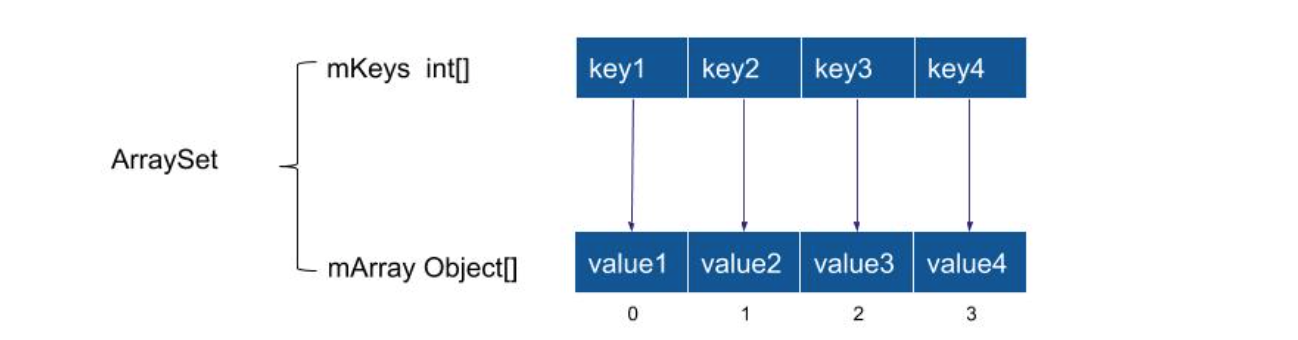 mKeys int[]
key1 key2 key3 key4
ArraySet
mArray Object[]
value1 value2 value3 value4
0 1 2 3